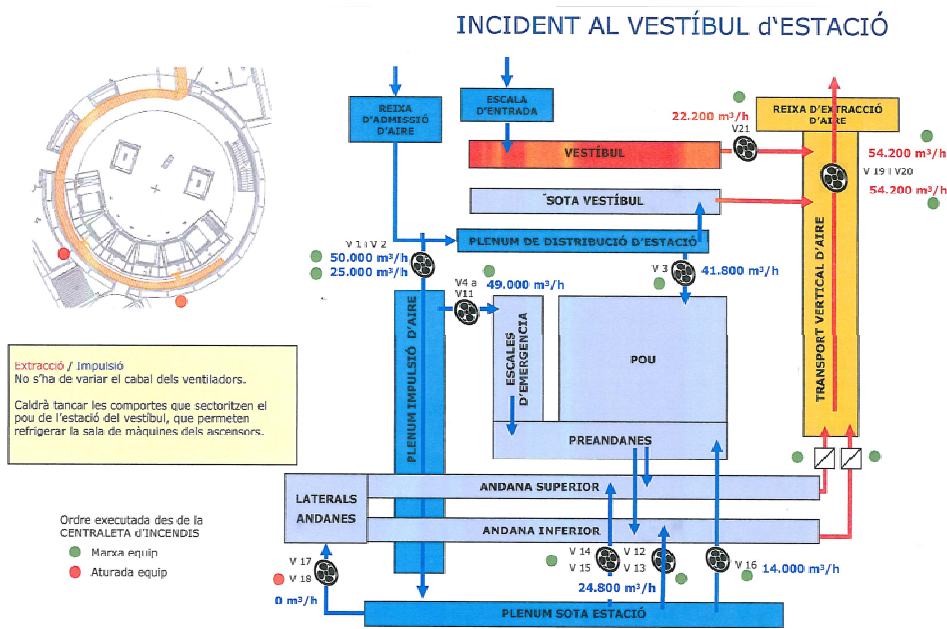 INCIDENT AL VESTÍBUL d'ESTACIÓ
REIXA
D'ADMISSIÓ
D'AIRE
ESCALA
D'ENTRADA
22.200 m³/h
V21
REIXA D'EXTRACCIÓ
D'AIRE
VESTÍBUL
54.200 m³/h
V 19 i V20
54.200 m³/h
´SOTA VESTÍBUL
PLENUM DE DISTRIBUCIÓ D'ESTACIÓ
V 1 i V 2
50.000 m³/h
25.000 m³/h
V4 a
V11
49.000 m³/h
V 3
41.800 m³/h
PLENUM IMPULSIÓ D'AIRE
ESCALES
D'EMERGENCIA
POU
TRANSPORT VERTICAL D'AIRE
Extracció / Impulsió
No s'ha de variar el cabal dels ventiladors.
Caldrà tancar les comportes que sectoritzen el
pou de l'estació del vestíbul, que permeten
refrigerar la sala de màquines dels ascensors.
PREANDANES
LATERALS
ANDANES
ANDANA SUPERIOR
ANDANA INFERIOR
Ordre executada des de la
CENTRALETA d'INCENDIS
Marxa equip
Aturada equip
V 17
V 18
0 m³/h
V 14
V 15
V 12
V 13
24.800 m³/h
V 16
14.000 m³/h
PLENUM SOTA ESTACIÓ